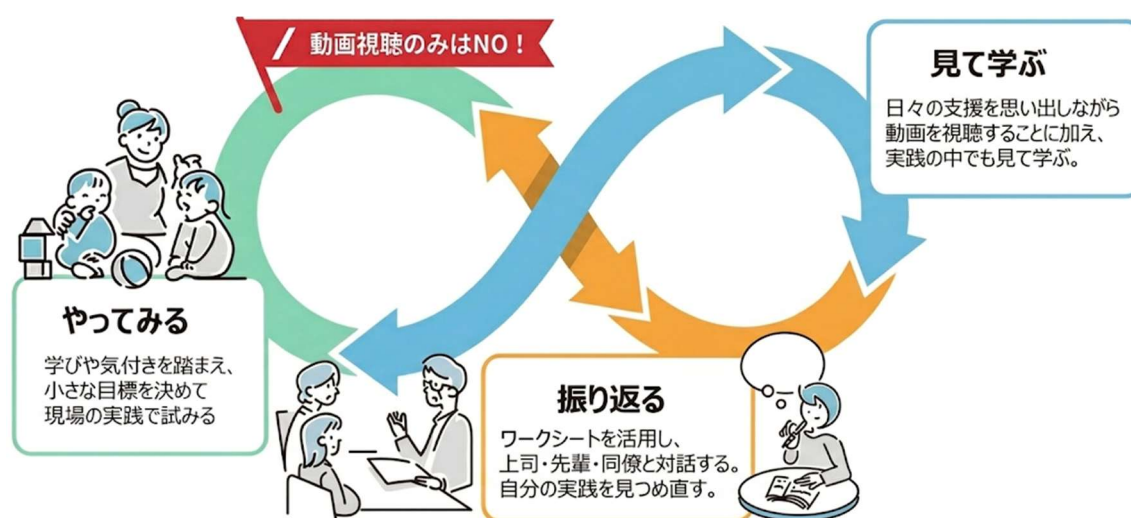 動画視聴のみはNO！
見て学ぶ
日々の支援を思い出しながら
動画を視聴することに加え、
実践の中でも見て学ぶ。
やってみる
学びや気付きを踏まえ、
小さな目標を決めて
現場の実践で試みる
振り返る
ワークシートを活用し、
上司・先輩・同僚と対話する。
自分の実践を見つめ直す。